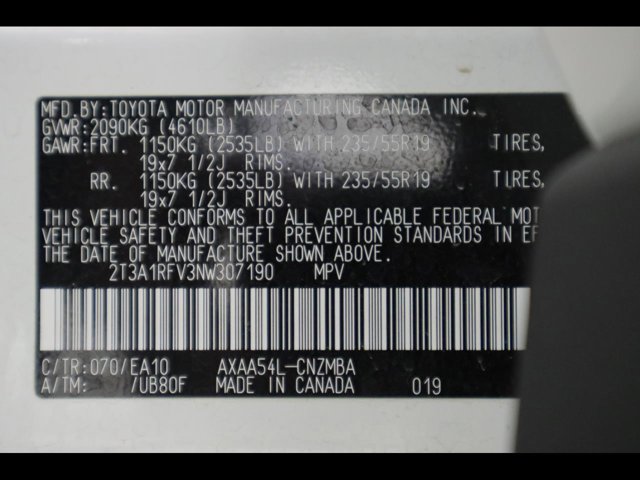 MFD.BY:TOYOTA MOTOR MANUFACTURING CANADA INC.
GVWR:2090KG (4610LB)
GAWR:FRT. 1150KG (2535LB) WITH 235/55R19 TIRES,
19x7 1/2J RIMS.
RR. 1150KG (2535LB) WITH 235/55R19 TIRES,
19x7 1/2J RIMS.
THIS VEHICLE CONFORMS TO ALL APPLICABLE FEDERAL MOT
VEHICLE SAFETY AND THEFT PREVENTION STANDARDS IN EF
THE DATE OF MANUFACTURE SHOWN ABOVE.
2T3A1RFV3NW307190 MPV
C/TR:070/EA10 AXAA54L-CNZMBA
A/TM: /UB80F MADE IN CANADA 019